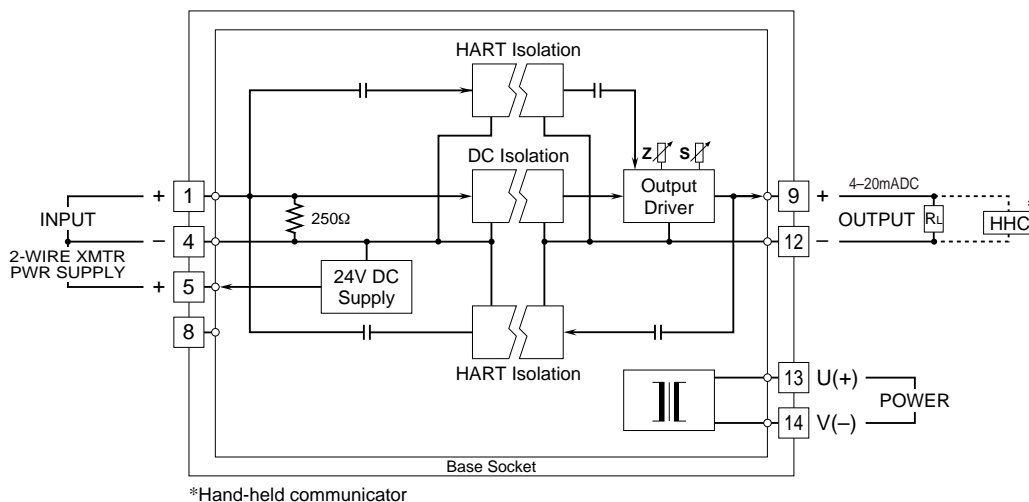 HART Isolation
DC Isolation
Z
S
Output
Driver
+
1
INPUT
–
4
250Ω
2-WIRE XMTR
PWR SUPPLY
+
5
24V DC
Supply
8
HART Isolation
9
+
4–20mADC
OUTPUT
RL
HHC
*
12
–
13
U(+)
POWER
14
V(–)
Base Socket
*Hand-held communicator